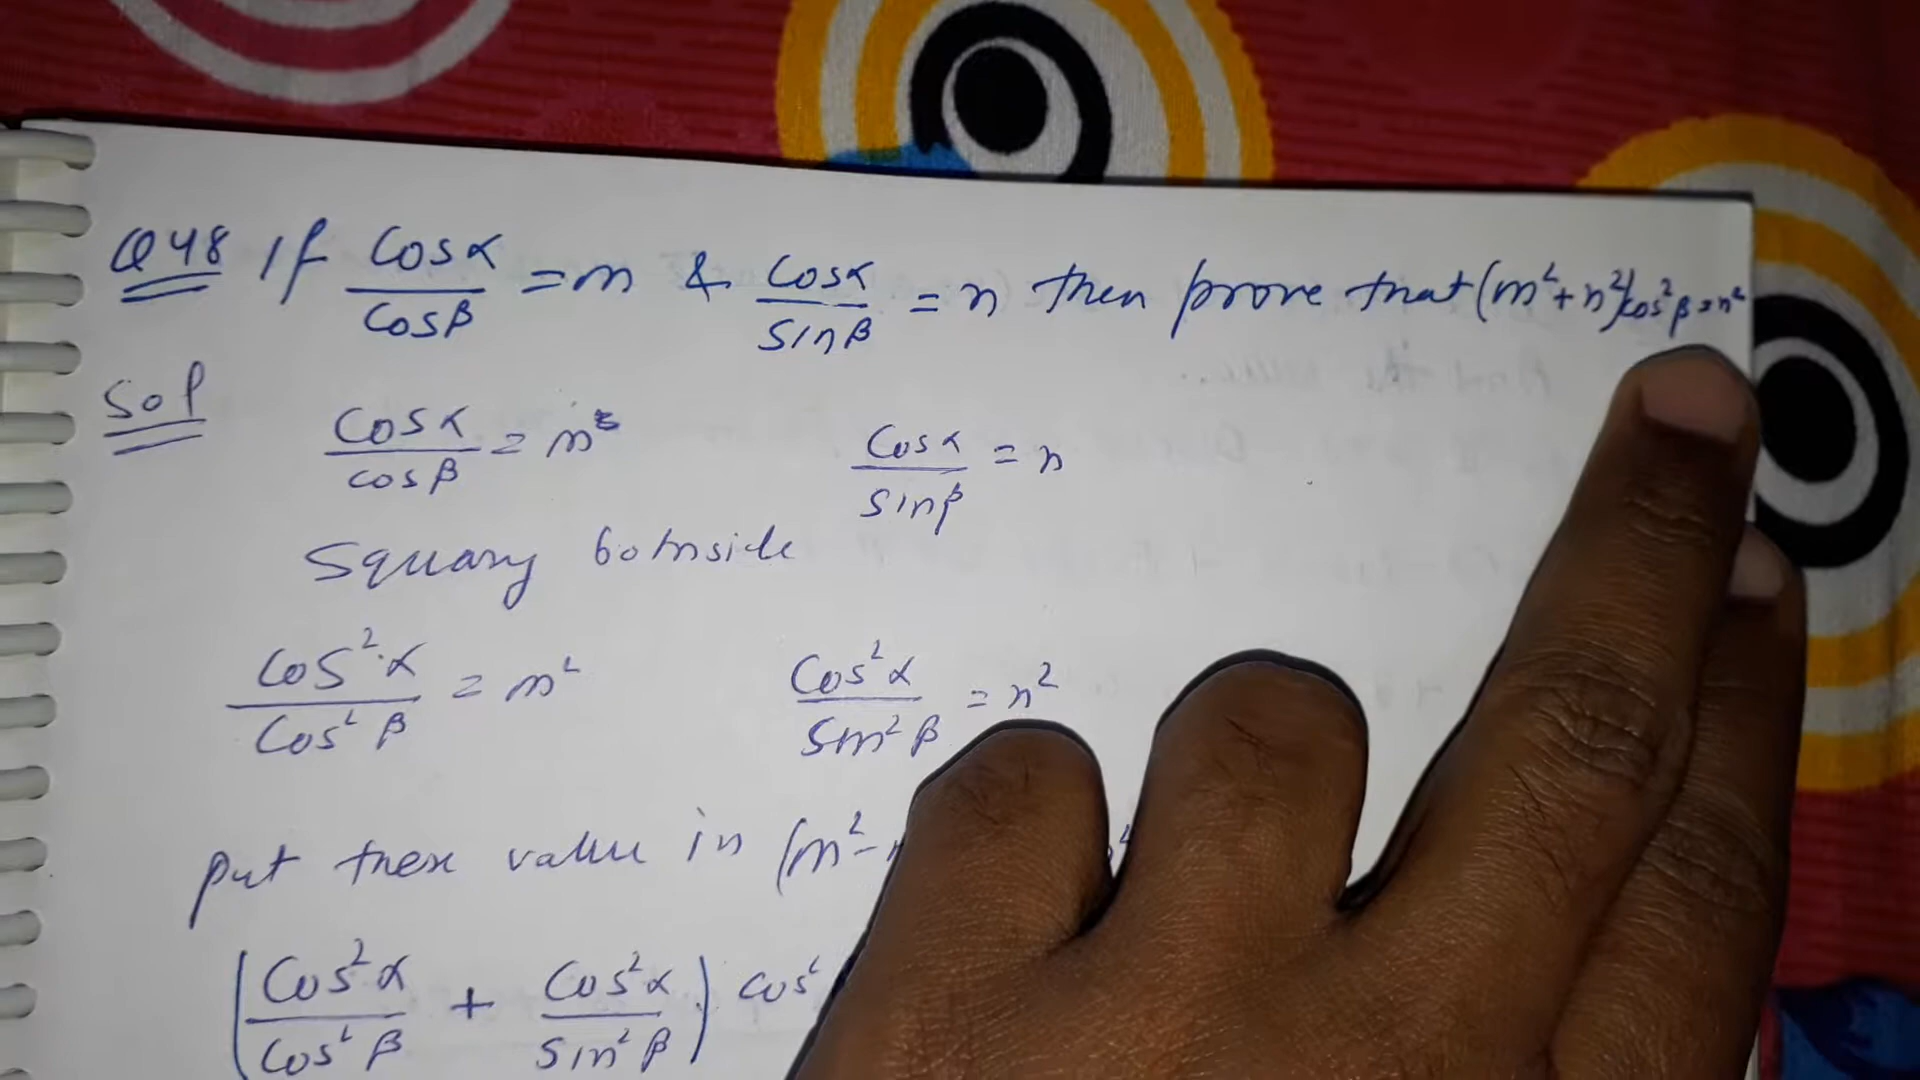 Q48 If Cosα/Cosβ = m & Cosα/Sinβ = n then prove that (m²+n²)cos²β=n²
Sol
Cosα/cosβ = m Cosα/sinβ = n
Squary bothside
Cos²α/Cos²β = m² Cos²α/Sin²β = n²
put these value in (m²
(Cos²α/Cos²β + Cos²α/Sin²β) cos²